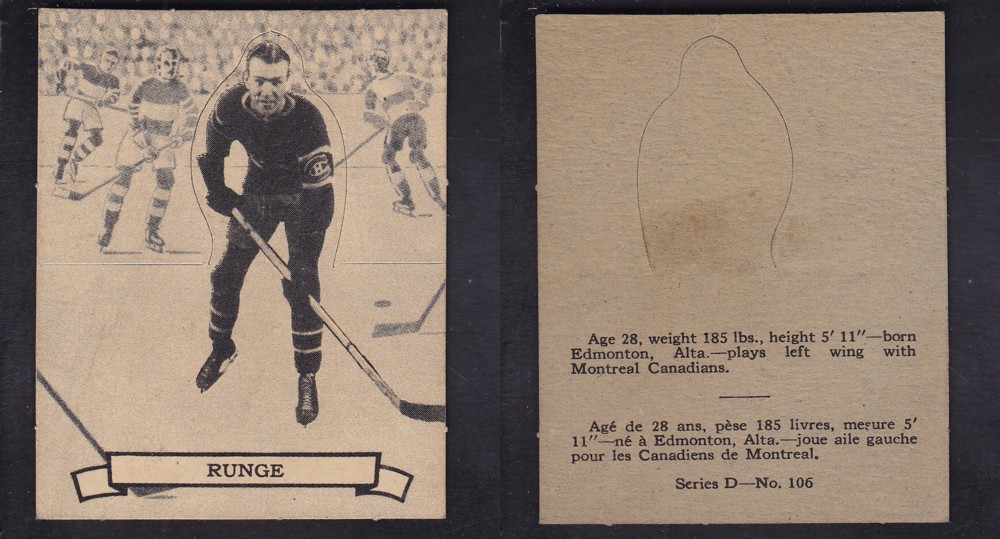 RUNGE
Age 28, weight 185 lbs., height 5' 11"—born
Edmonton, Alta.—plays left wing with
Montreal Canadians.
Agé de 28 ans, pèse 185 livres, mesure 5'
11"—né à Edmonton, Alta.—joue aile gauche
pour les Canadiens de Montreal.
Series D—No. 106